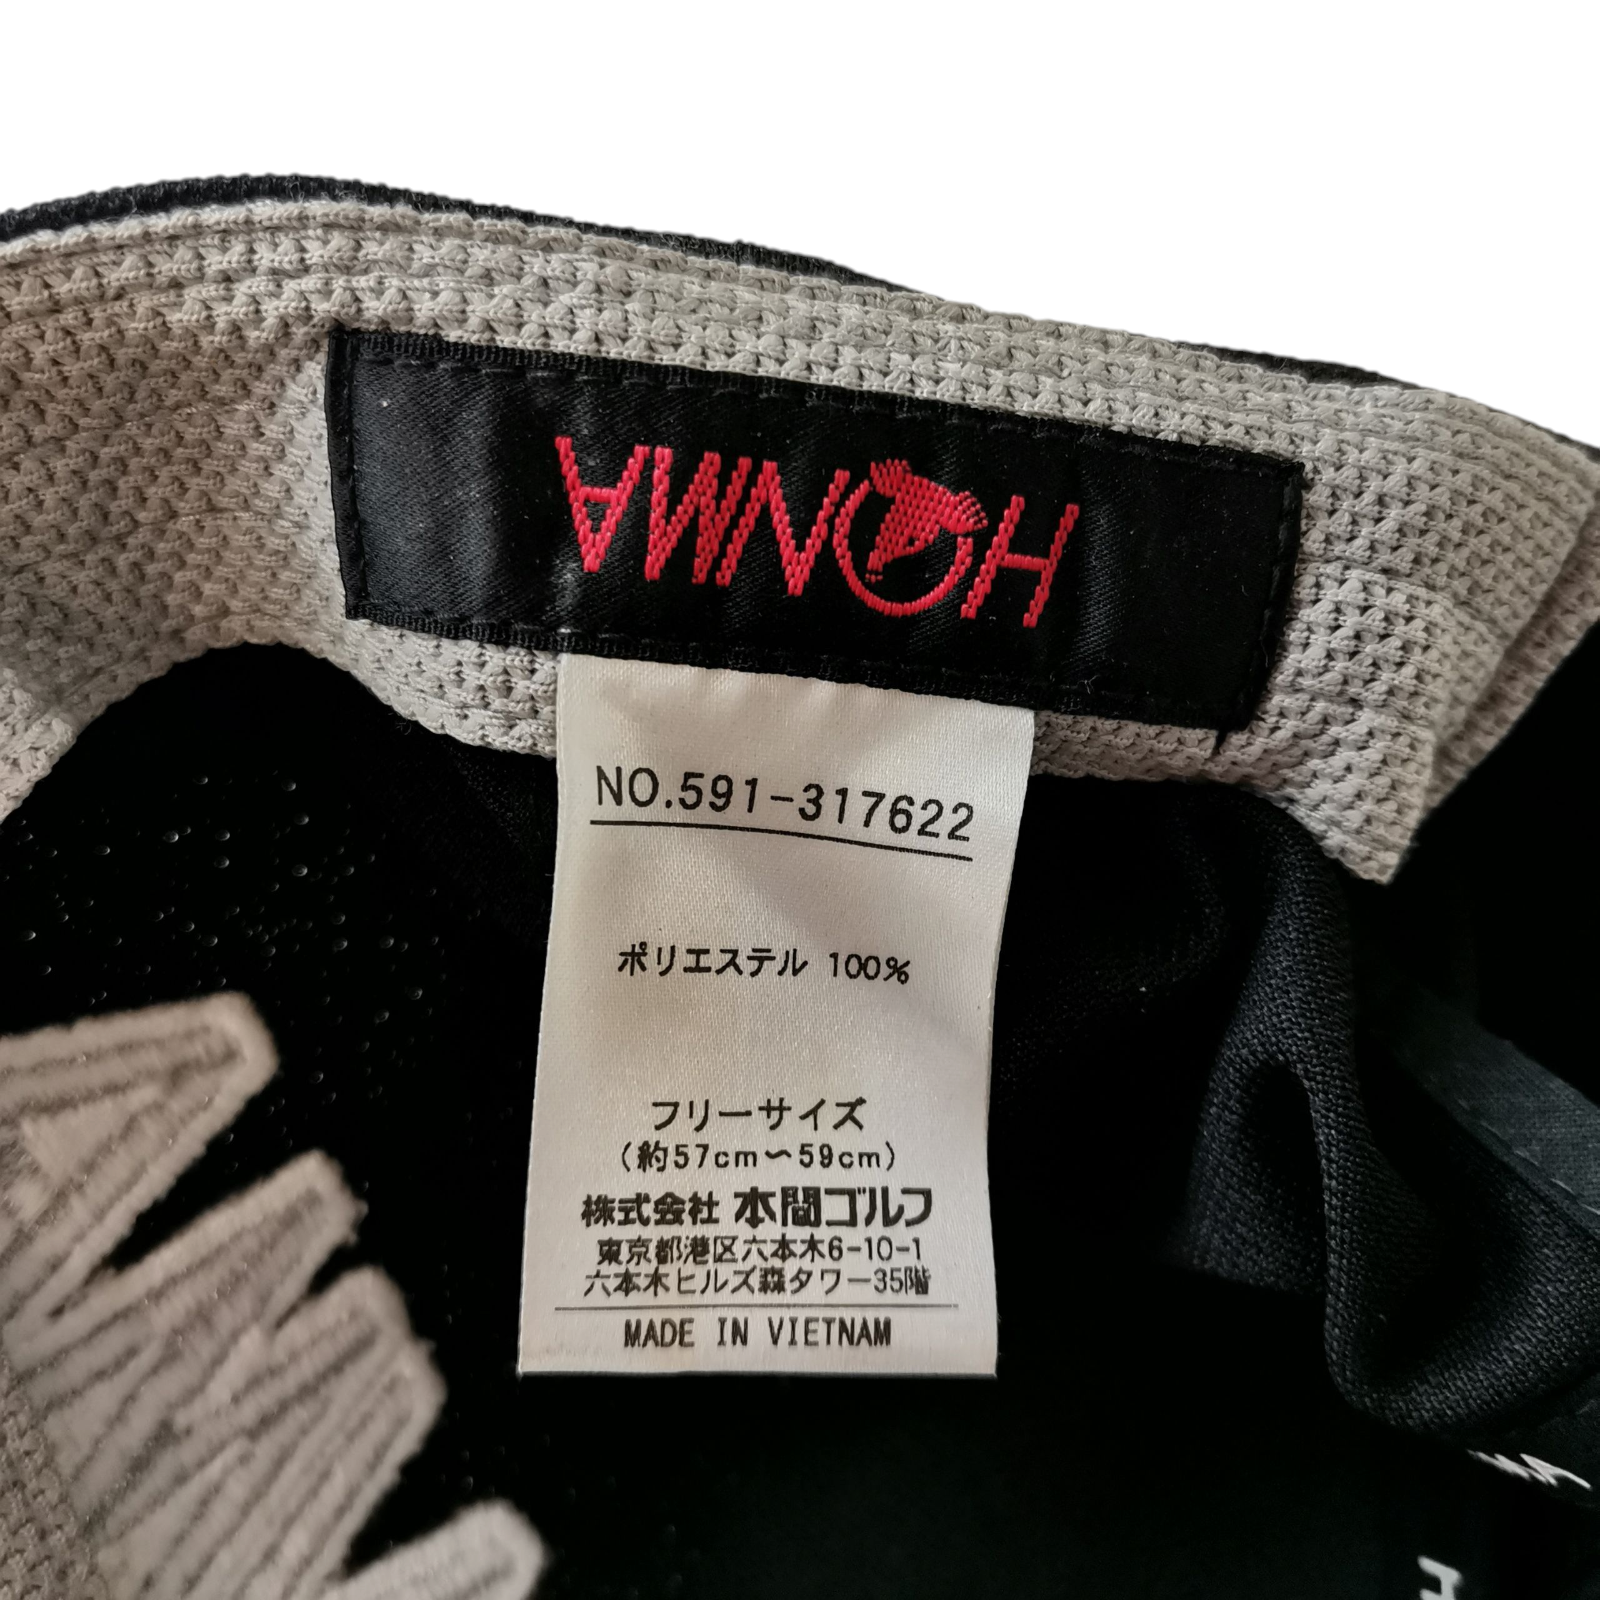 HONMA
NO.591-317622
ポリエステル 100%
フリーサイズ
(約57cm~59cm)
株式会社 本間ゴルフ
東京都港区六本木6-10-1
六本木ヒルズ森タワー35階
MADE IN VIETNAM